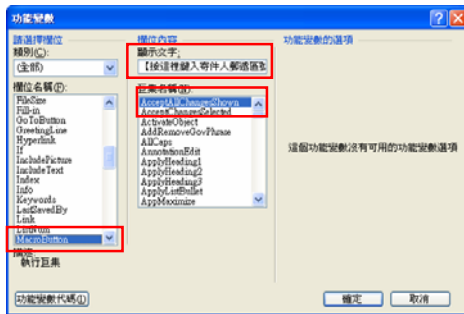 功能變數
請選擇欄位
類別(C):
(全部)
欄位名稱(F):
FileSize
Fill-in
GoToButton
GreetingLine
Hyperlink
If
IncludePicture
IncludeText
Index
Info
Keywords
LastSavedBy
Link
ListNum
MacroButton
描述:
執行巨集
功能變數代碼(I)
欄位內容
顯示文字:
【按這裡鍵入寄件人郵遞區
巨集名稱(M):
AcceptAllChangesShown
AcceptChangesSelected
ActivateObject
AddRemoveGovPhrase
AllCaps
AnnotationEdit
ApplyHeading1
ApplyHeading2
ApplyHeading3
ApplyListBullet
AppMaximize
功能變數的選項
這個功能變數沒有可用的功能變數選項
確定
取消